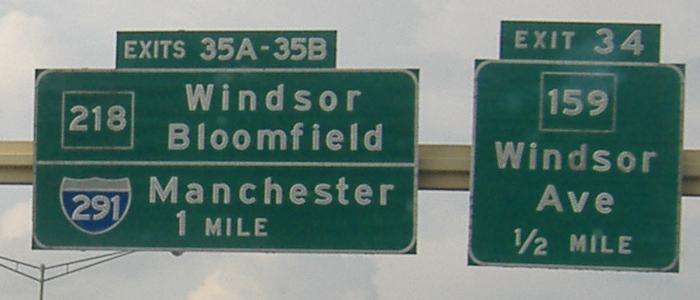 EXITS 35A-35B
218 Windsor
Bloomfield
291 Manchester
1 MILE
EXIT 34
159
Windsor
Ave
1/2 MILE